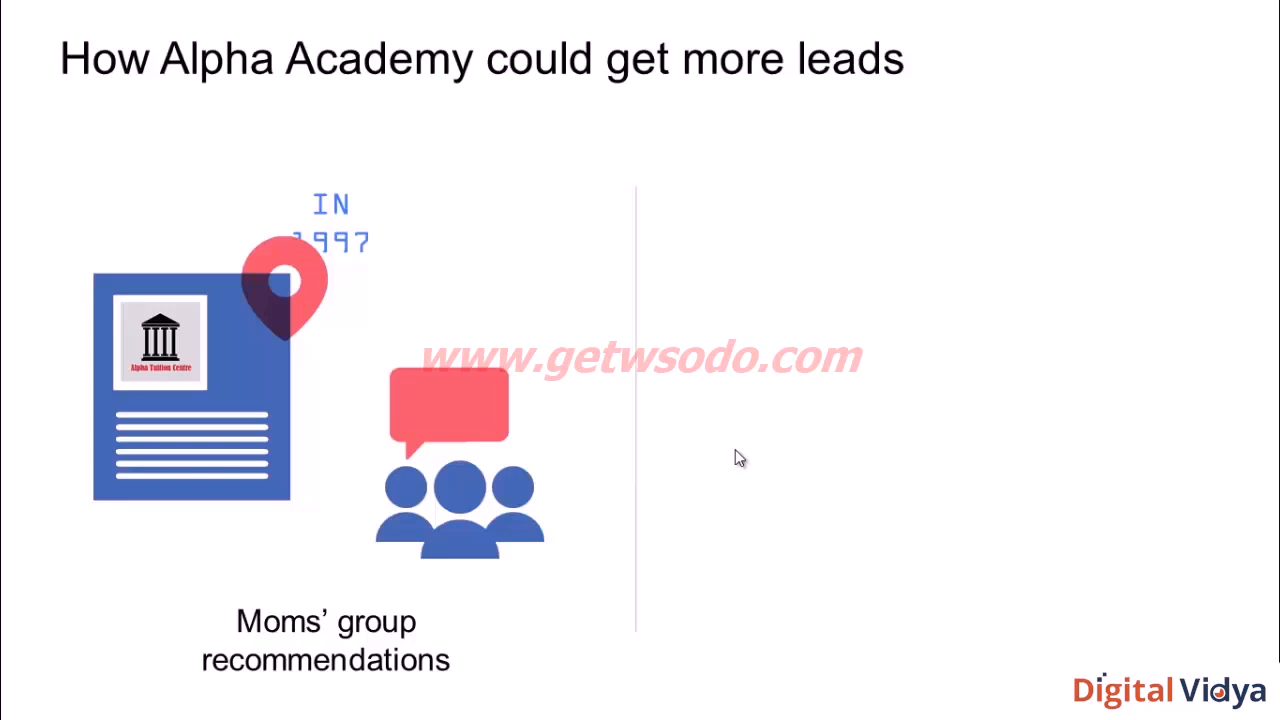 How Alpha Academy could get more leads
IN
1997
Alpha Tuition Centre
www.getwsodo.com
Moms’ group
recommendations
Digital Vidya